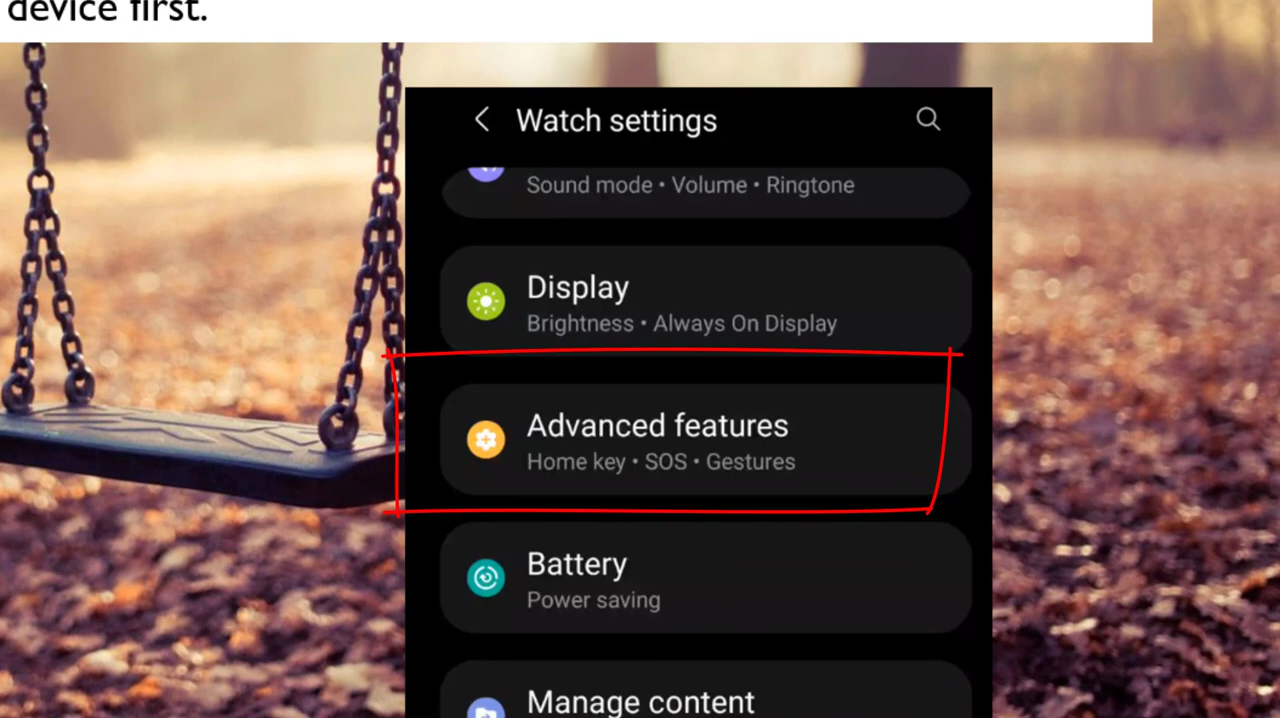 device first.
Watch settings
Sound mode • Volume • Ringtone
Display
Brightness • Always On Display
Advanced features
Home key • SOS • Gestures
Battery
Power saving
Manage content